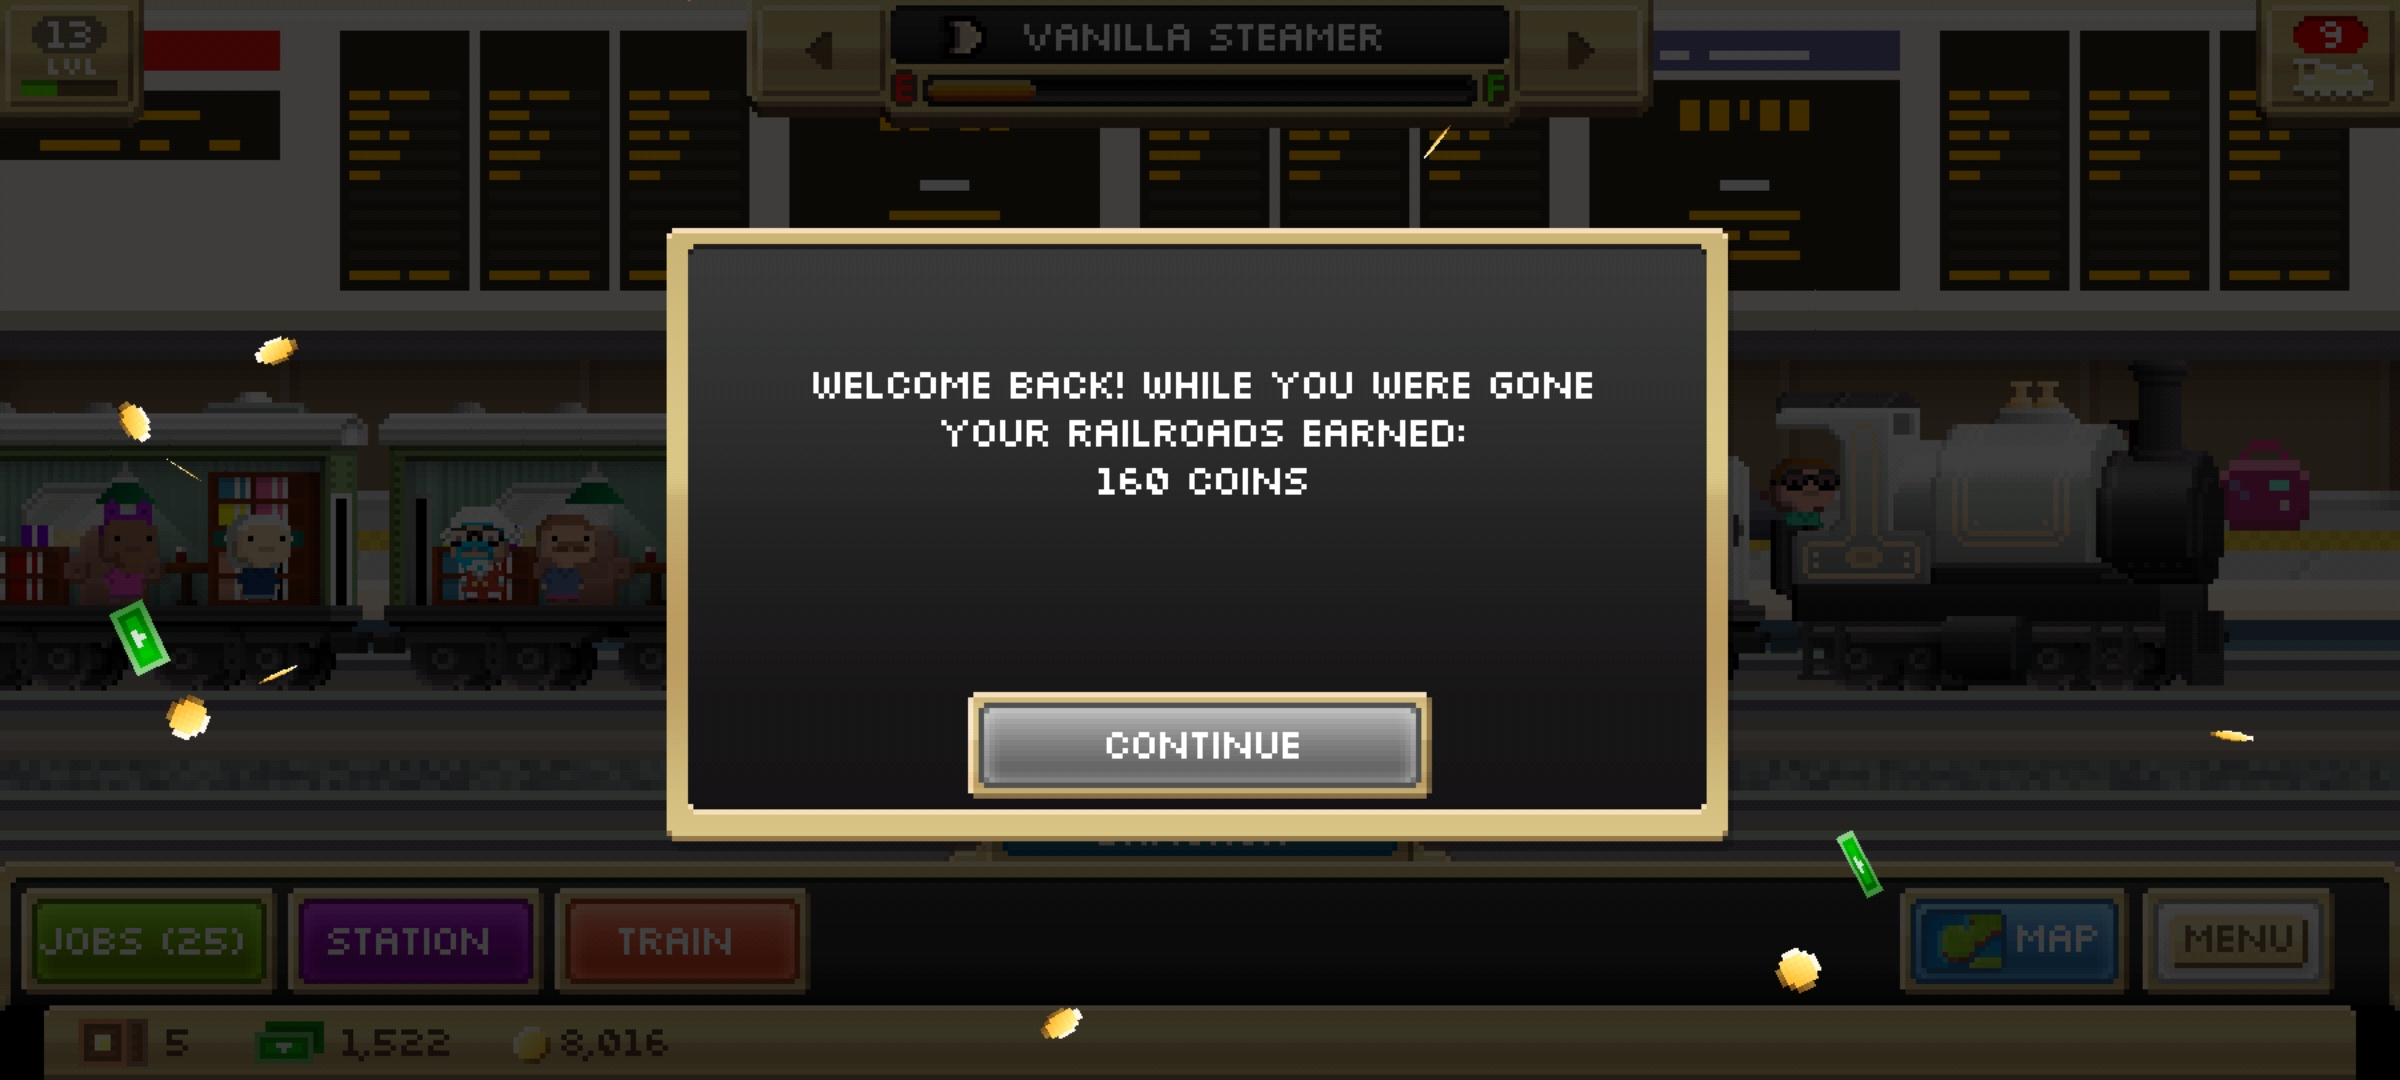 13
LVL
VANILLA STEAMER
E
F
9
WELCOME BACK! WHILE YOU WERE GONE
YOUR RAILROADS EARNED:
160 COINS
CONTINUE
JOBS (25)
STATION
TRAIN
MAP
MENU
5
1,522
8,016